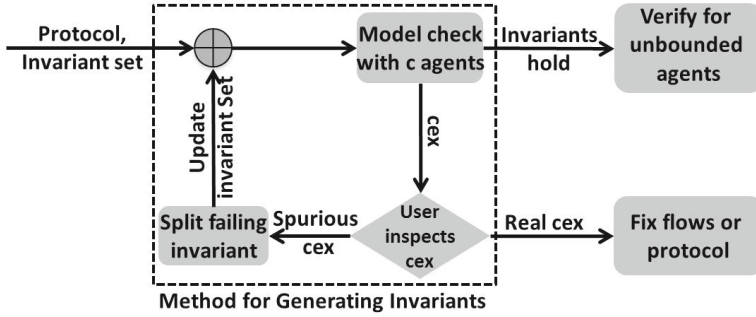 Protocol,
Invariant set
Model check
with c agents
Invariants
hold
Verify for
unbounded
agents
Update
invariant Set
cex
Split failing
invariant
Spurious
cex
User
inspects
cex
Real cex
Fix flows or
protocol
Method for Generating Invariants